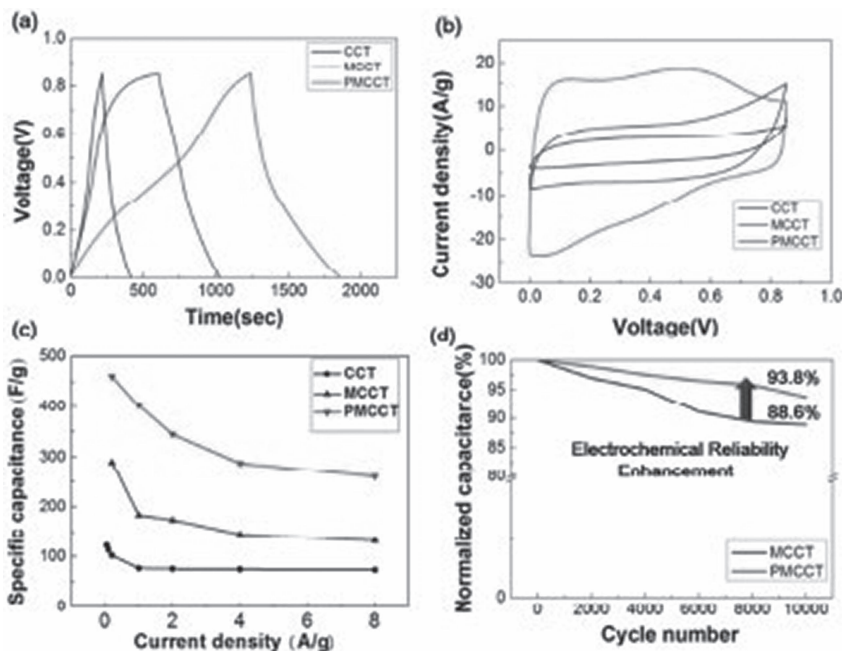 (a)
1.0
0.8
0.6
0.4
0.2
0.0
Voltage(V)
CCT
MCCT
PMCCT
0 500 1000 1500 2000
Time(sec)
(b)
20
10
0
-10
-20
-30
Current density(A/g)
CCT
MCCT
PMCCT
0.0 0.2 0.4 0.6 0.8 1.0
Voltage(V)
(c)
500
400
300
200
100
0
Specific capacitance (F/g)
CCT
MCCT
PMCCT
0 2 4 6 8
Current density (A/g)
(d)
100
95
90
85
80
0
Normalized capacitarce(%)
93.8%
88.6%
Electrochemical Reliability
Enhancement
MCCT
PMCCT
0 2000 4000 6000 8000 10000
Cycle number